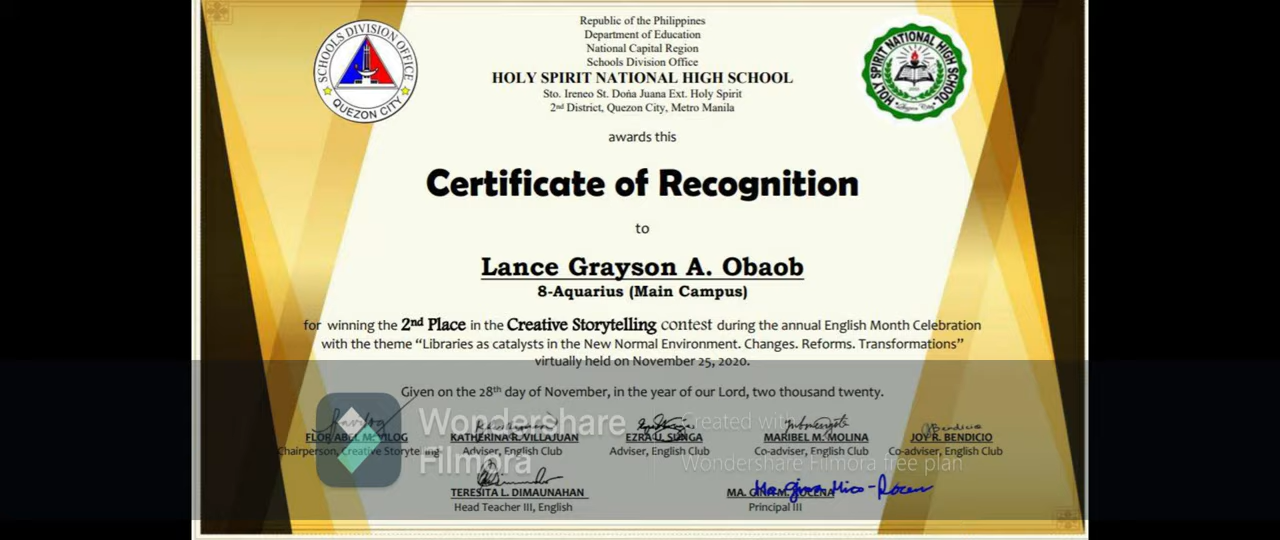 Republic of the Philippines
Department of Education
National Capital Region
Schools Division Office
HOLY SPIRIT NATIONAL HIGH SCHOOL
Sto. Ireneo St. Doña Juana Ext. Holy Spirit
2nd District, Quezon City, Metro Manila
SCHOOLS DIVISION OFFICE
QUEZON CITY
HOLY SPIRIT NATIONAL HIGH SCHOOL
Quezon City
awards this
Certificate of Recognition
to
Lance Grayson A. Obaob
8-Aquarius (Main Campus)
for winning the 2nd Place in the Creative Storytelling contest during the annual English Month Celebration
with the theme “Libraries as catalysts in the New Normal Environment. Changes. Reforms. Transformations”
virtually held on November 25, 2020.
Given on the 28th day of November, in the year of our Lord, two thousand twenty.
Wondershare
Filmora
Created with
Wondershare Filmora free plan
KATHERINA R. VILLAJUAN EZRA SUNGA MARIBEL M. MOLINA JOY R. BENDICIO
Chairperson, Creative Storytelling Adviser, English Club Adviser, English Club Co-adviser, English Club Co-adviser, English Club
TERESITA L. DIMAUNAHAN MA. GINA M. ROCENA
Head Teacher III, English Principal III